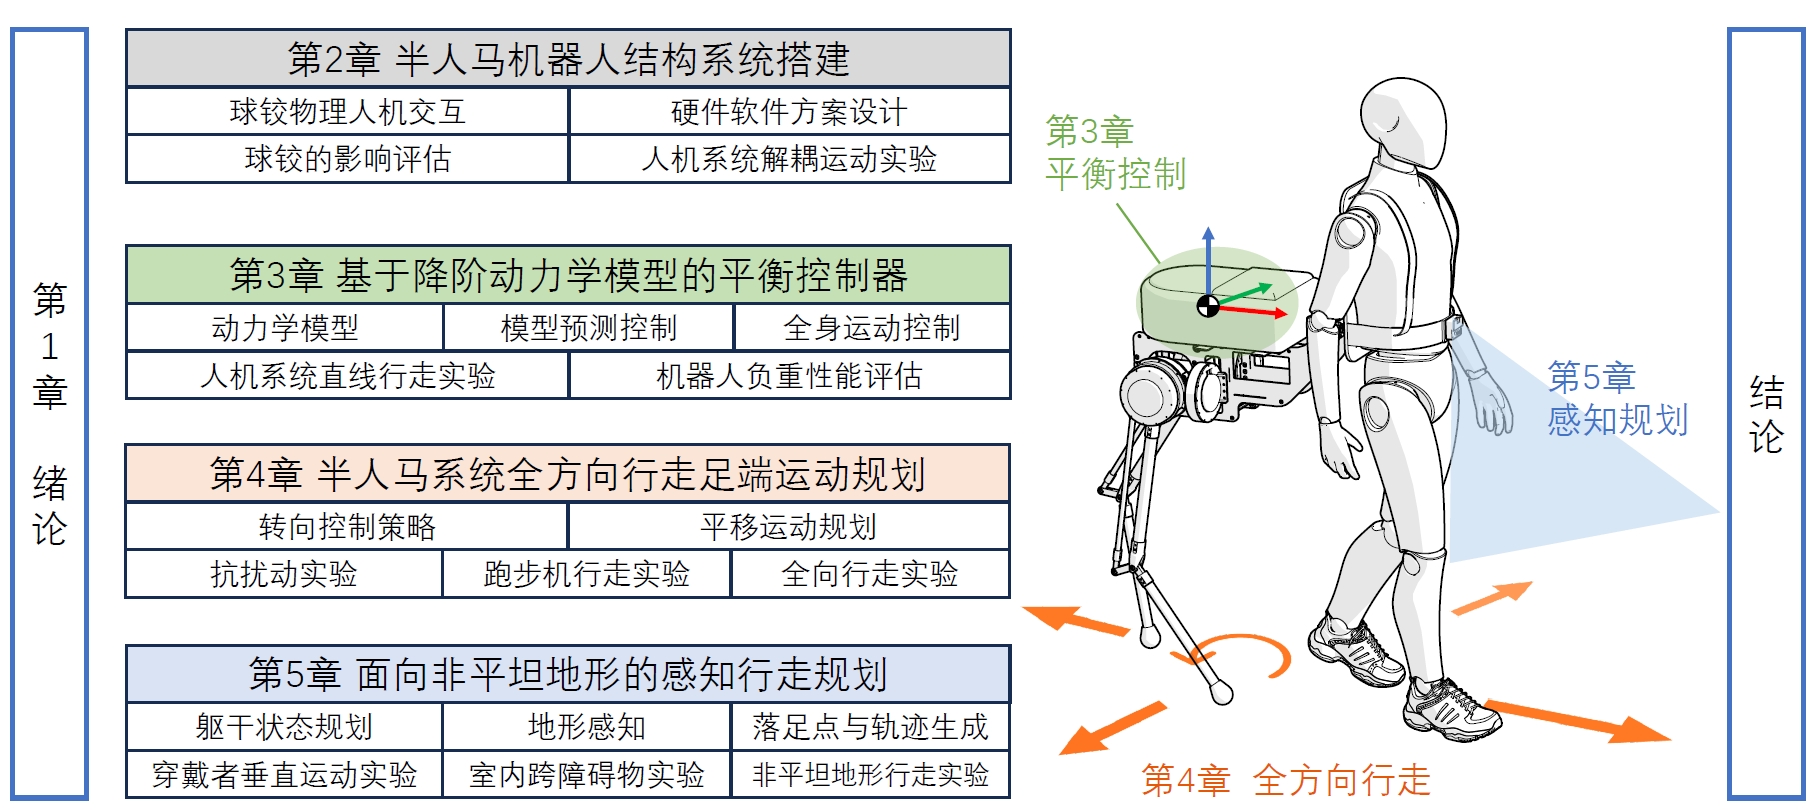 第1章 绪论
第2章 半人马机器人结构系统搭建
球铰物理人机交互
硬件软件方案设计
球铰的影响评估
人机系统解耦运动实验
第3章 基于降阶动力学模型的平衡控制器
动力学模型
模型预测控制
全身运动控制
人机系统直线行走实验
机器人负重性能评估
第4章 半人马系统全方向行走足端运动规划
转向控制策略
平移运动规划
抗扰动实验
跑步机行走实验
全向行走实验
第5章 面向非平坦地形的感知行走规划
躯干状态规划
地形感知
落足点与轨迹生成
穿戴者垂直运动实验
室内跨障碍物实验
非平坦地形行走实验
第3章
平衡控制
第5章
感知规划
第4章 全方向行走
结论